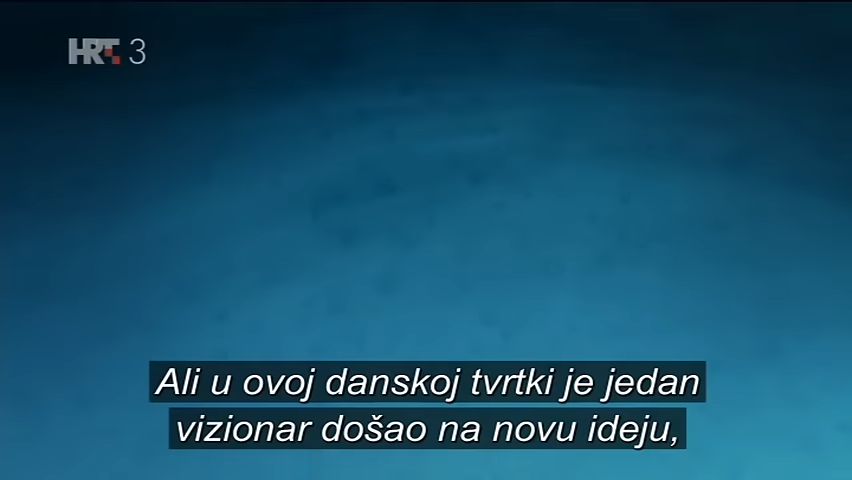 HRT 3
Ali u ovoj danskoj tvrtki je jedan
vizionar došao na novu ideju,